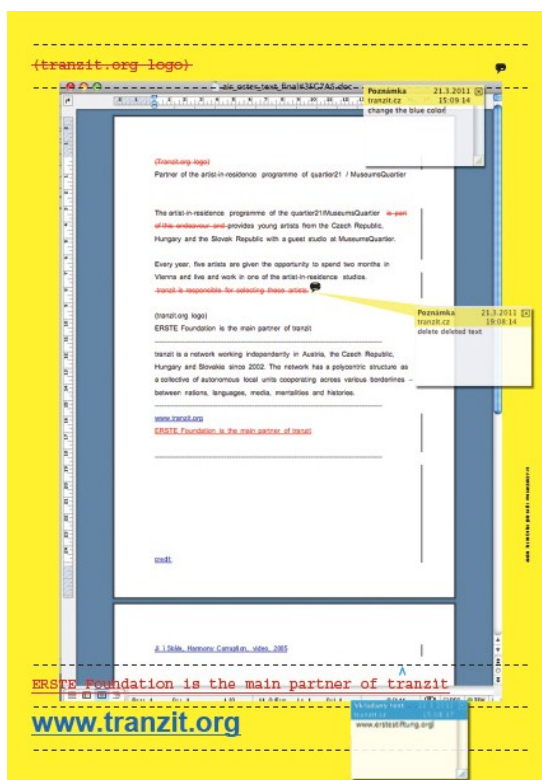 (tranzit.org logo)
Poznámka 21.3.2011
tranzit.cz 15:09:14
change the blue color
(Tranzit.org logo)
Partner of the artist-in-residence programme of quartier21 / MuseumsQuartier
The artist-in-residence programme of the quartier21/MuseumsQuartier is part
of this endeavour and provides young artists from the Czech Republic,
Hungary and the Slovak Republic with a guest studio at MuseumsQuartier.
Every year, five artists are given the opportunity to spend two months in
Vienna and live and work in one of the artist-in-residence studios.
tranzit is responsible for selecting these artists.
Poznámka 21.3.2011
tranzit.cz 19:08:14
delete deleted text
(tranzit.org logo)
ERSTE Foundation is the main partner of tranzit
tranzit is a network working independently in Austria, the Czech Republic,
Hungary and Slovakia since 2002. The network has a polycentric structure as
a collective of autonomous local units cooperating across various borderlines –
between nations, languages, media, mentalities and histories.
www.tranzit.org
ERSTE Foundation is the main partner of tranzit
credit:
Skála, Harmony Corruption, video, 2005
ERSTE Foundation is the main partner of tranzit
www.tranzit.org
Vkládaný text
tranzit.cz
www.erstestiftung.org